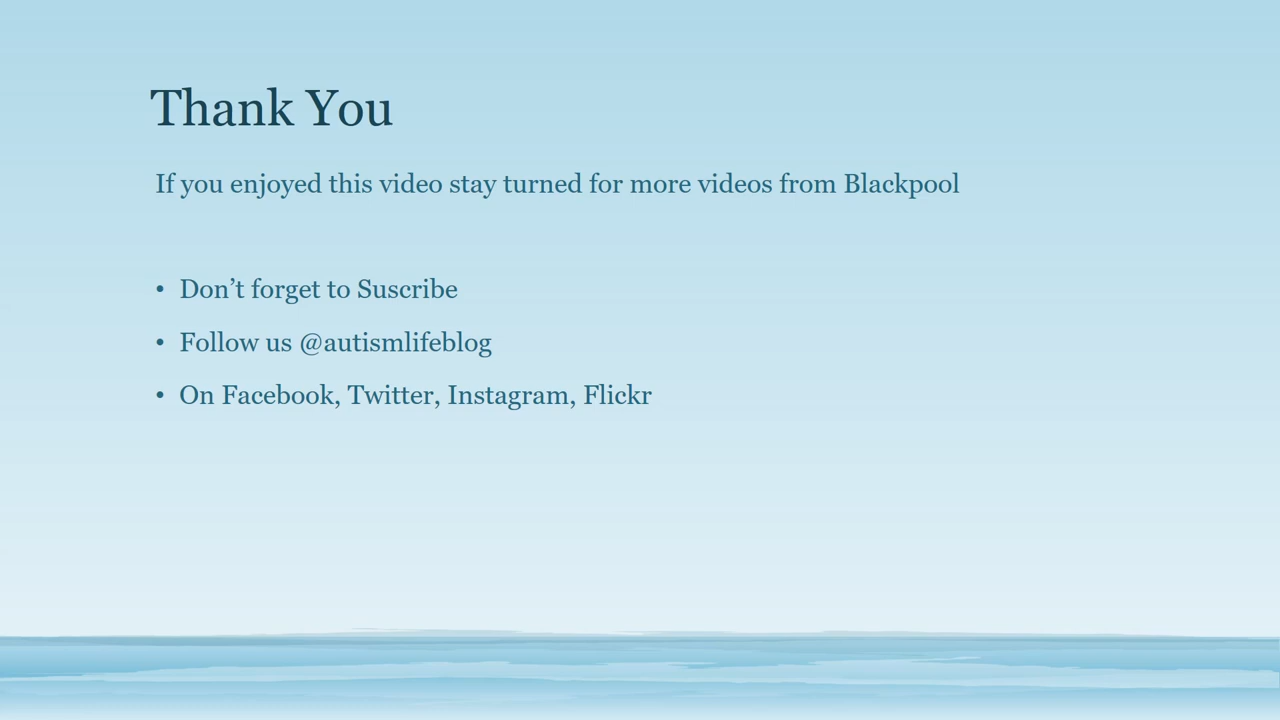 Thank You
If you enjoyed this video stay turned for more videos from Blackpool
• Don’t forget to Suscribe
• Follow us @autismlifeblog
• On Facebook, Twitter, Instagram, Flickr